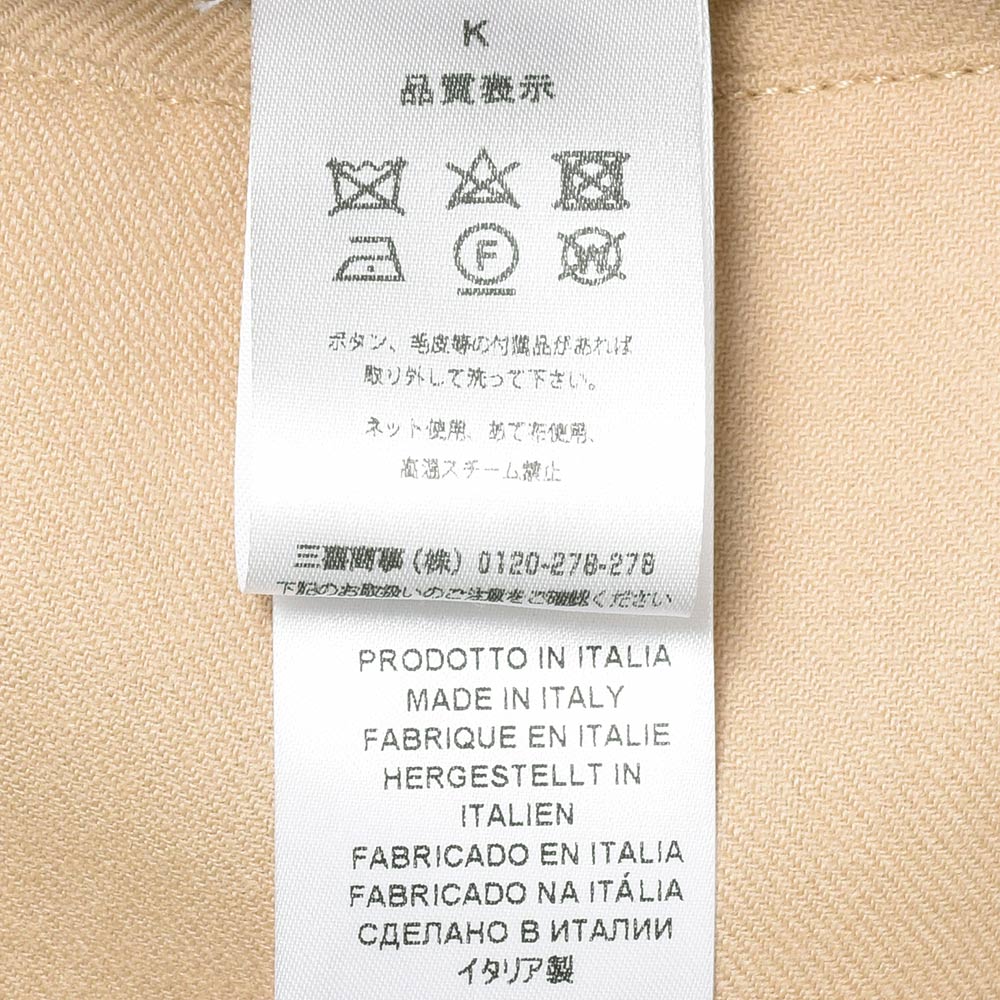 K
品質表示
F
W
ボタン、毛皮等の付属品があれば
取り外して洗って下さい。
ネット使用、あて布使用、
高温スチーム禁止
三喜商事(株) 0120-278-278
下記のお取扱いのご注意をご確認ください
PRODOTTO IN ITALIA
MADE IN ITALY
FABRIQUE EN ITALIE
HERGESTELLT IN
ITALIEN
FABRICADO EN ITALIA
FABRICADO NA ITÁLIA
СДЕЛАНО В ИТАЛИИ
イタリア製